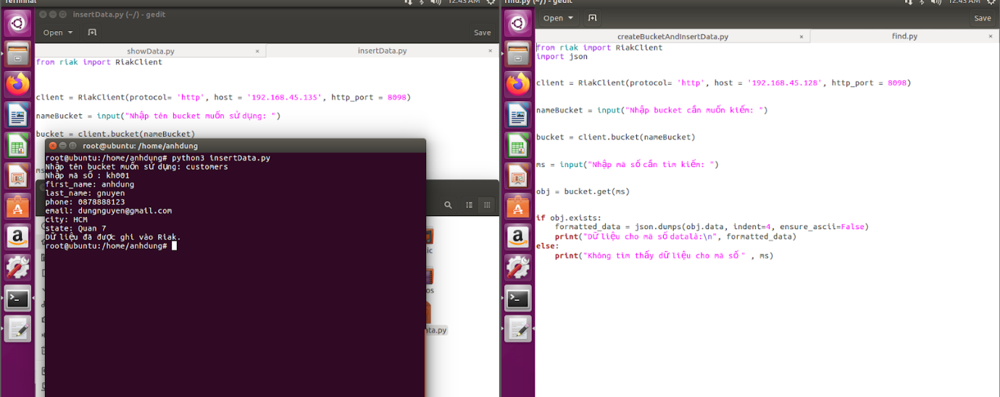 Terminal
12:43 AM
insertData.py (~/) - gedit
Open
Save
showData.py
insertData.py
from riak import RiakClient
client = RiakClient(protocol= 'http', host = '192.168.45.135', http_port = 8098)
nameBucket = input("Nhập tên bucket muốn sử dụng: ")
bucket = client.bucket(nameBucket)
ms
root@ubuntu: /home/anhdung
root@ubuntu:/home/anhdung# python3 insertData.py
Nhập tên bucket muốn sử dụng: customers
Nhập mã số : kh001
first_name: anhdung
last_name: gnuyen
phone: 0878888123
email: dungnguyen@gmail.com
city: HCM
state: Quan 7
Dữ liệu đã được ghi vào Riak.
root@ubuntu:/home/anhdung#
ic
os
ata.py
find.py (~/) - gedit
12:43 AM
Open
Save
createBucketAndInsertData.py
find.py
from riak import RiakClient
import json
client = RiakClient(protocol= 'http', host = '192.168.45.128', http_port = 8098)
nameBucket = input("Nhập bucket cần muốn kiếm: ")
bucket = client.bucket(nameBucket)
ms = input("Nhập mã số cần tìm kiếm: ")
obj = bucket.get(ms)
if obj.exists:
formatted_data = json.dumps(obj.data, indent=4, ensure_ascii=False)
print("Dữ liệu cho mã số datalà:\n", formatted_data)
else:
print("Không tìm thấy dữ liệu cho mã số " , ms)